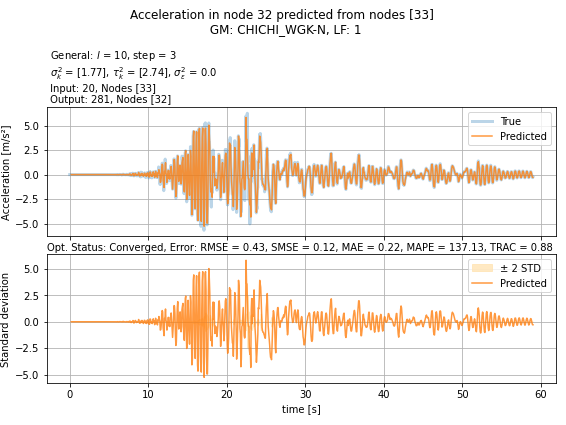 Acceleration in node 32 predicted from nodes [33]
GM: CHICHI_WGK-N, LF: 1
General: l = 10, step = 3
σ²ₖ = [1.77], τ²ₖ = [2.74], σ²ε = 0.0
Input: 20, Nodes [33]
Output: 281, Nodes [32]
Acceleration [m/s²]
5.0
2.5
0.0
−2.5
−5.0
True
Predicted
Opt. Status: Converged, Error: RMSE = 0.43, SMSE = 0.12, MAE = 0.22, MAPE = 137.13, TRAC = 0.88
Standard deviation
5.0
2.5
0.0
−2.5
−5.0
± 2 STD
Predicted
0 10 20 30 40 50 60
time [s]